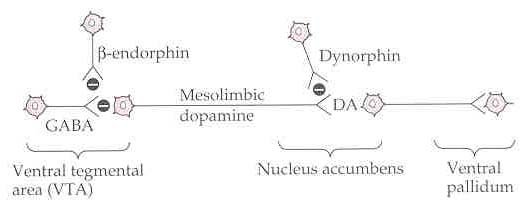 β-endorphin
Dynorphin
Mesolimbic
dopamine
GABA
DA
Ventral tegmental
area (VTA)
Nucleus accumbens
Ventral
pallidum